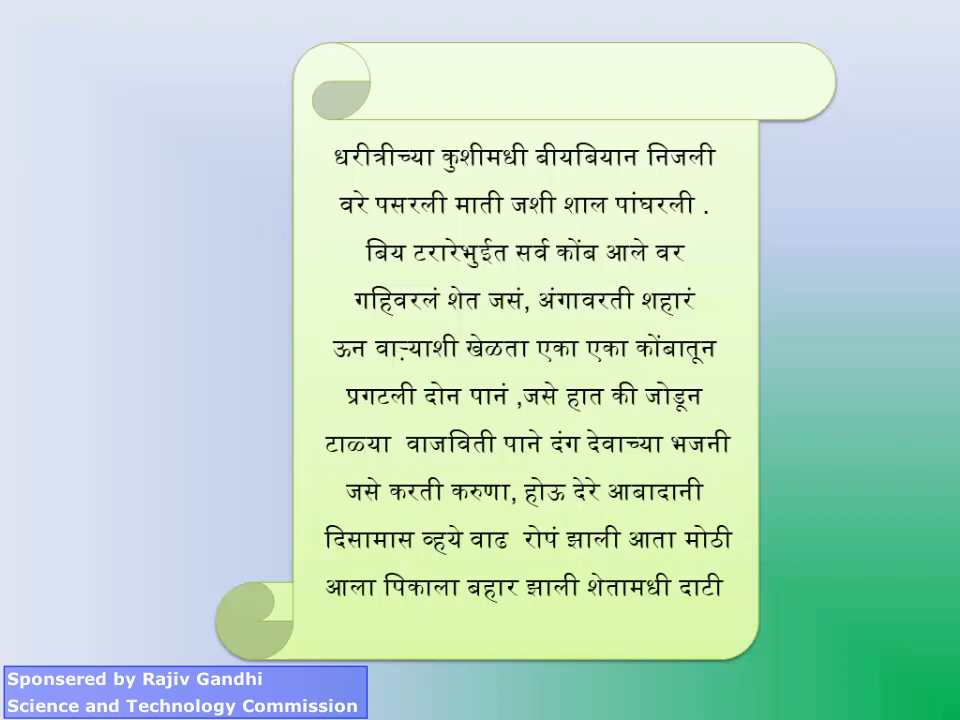 धरीत्रीच्या कुशीमधी बीयबियान निजली
वरे पसरली माती जशी शाल पांघरली .
बिय टरारेभुईत सर्व कोंब आले वर
गहिवरलं शेत जसं, अंगावरती शहारं
ऊन वाऱ्याशी खेळता एका एका कोंबातून
प्रगटली दोन पानं ,जसे हात की जोडून
टाळ्या वाजविती पाने दंग देवाच्या भजनी
जसे करती करुणा, होऊ देरे आबादानी
दिसामास व्हये वाढ रोपं झाली आता मोठी
आला पिकाला बहार झाली शेतामधी दाटी
Sponsered by Rajiv Gandhi
Science and Technology Commission